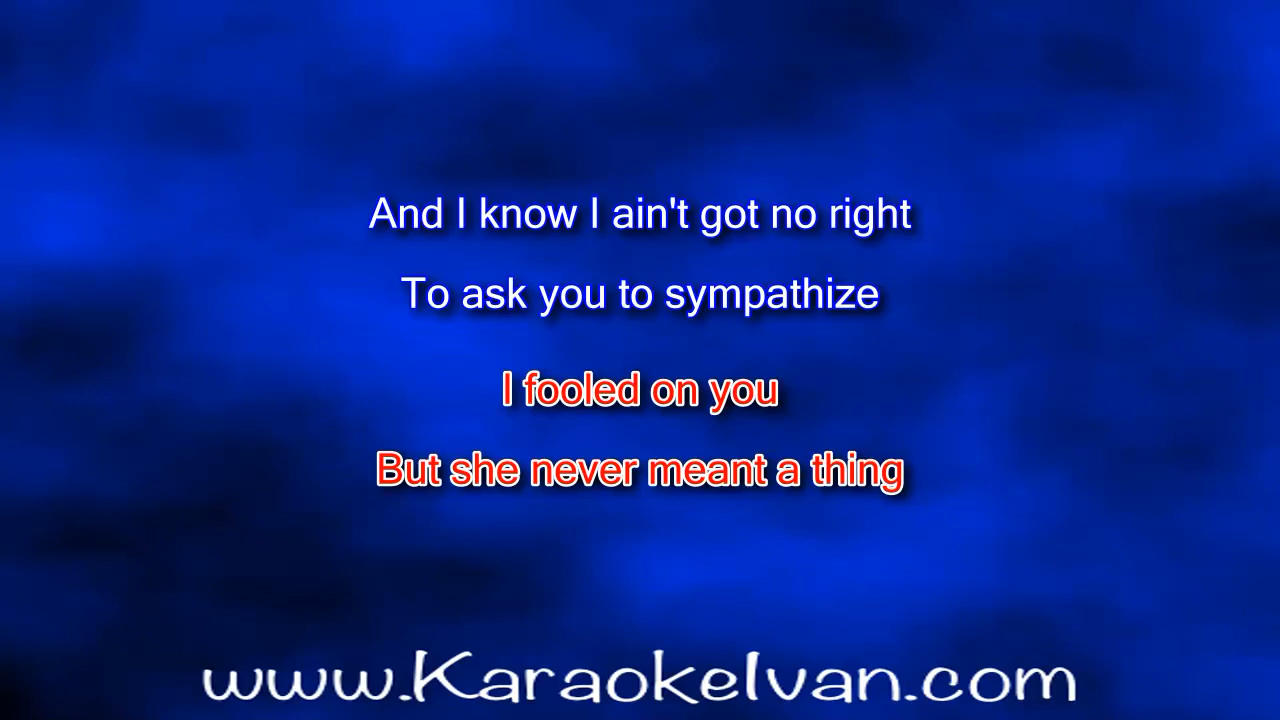 And I know I ain't got no right
To ask you to sympathize
I fooled on you
But she never meant a thing
www.KaraokeIvan.com